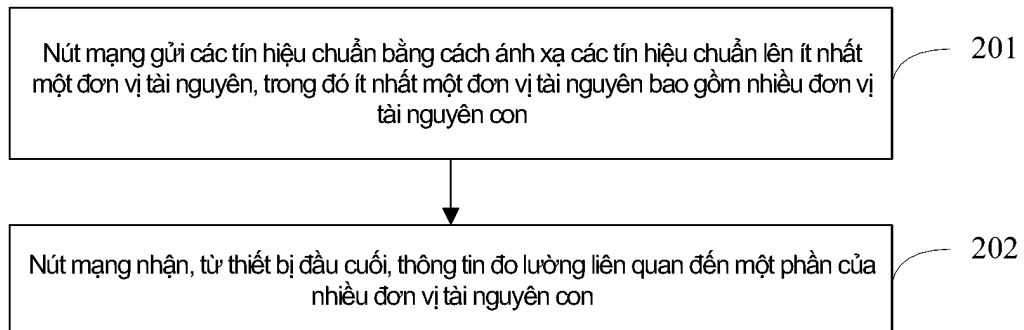 Nút mạng gửi các tín hiệu chuẩn bằng cách ánh xạ các tín hiệu chuẩn lên ít nhất
một đơn vị tài nguyên, trong đó ít nhất một đơn vị tài nguyên bao gồm nhiều đơn vị
tài nguyên con
201
Nút mạng nhận, từ thiết bị đầu cuối, thông tin đo lường liên quan đến một phần của
nhiều đơn vị tài nguyên con
202